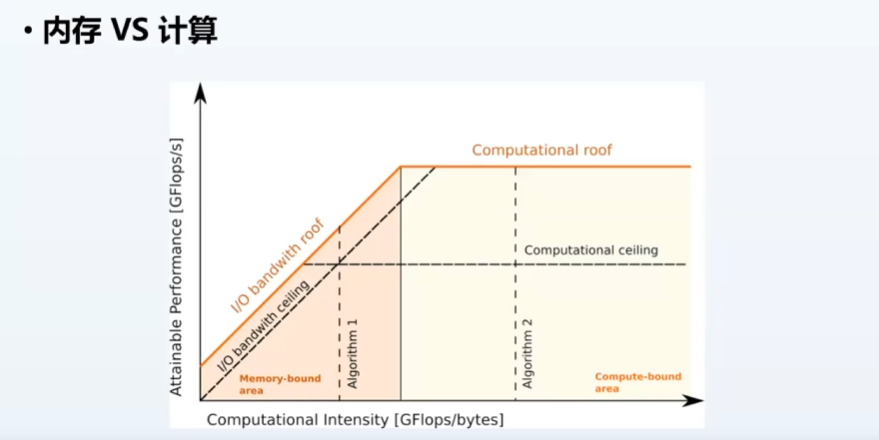 • 内存 VS 计算
Attainable Performance [GFlops/s]
Computational roof
I/O bandwith roof
I/O bandwith ceiling
Computational ceiling
Algorithm 1
Algorithm 2
Memory-bound
area
Compute-bound
area
Computational Intensity [GFlops/bytes]